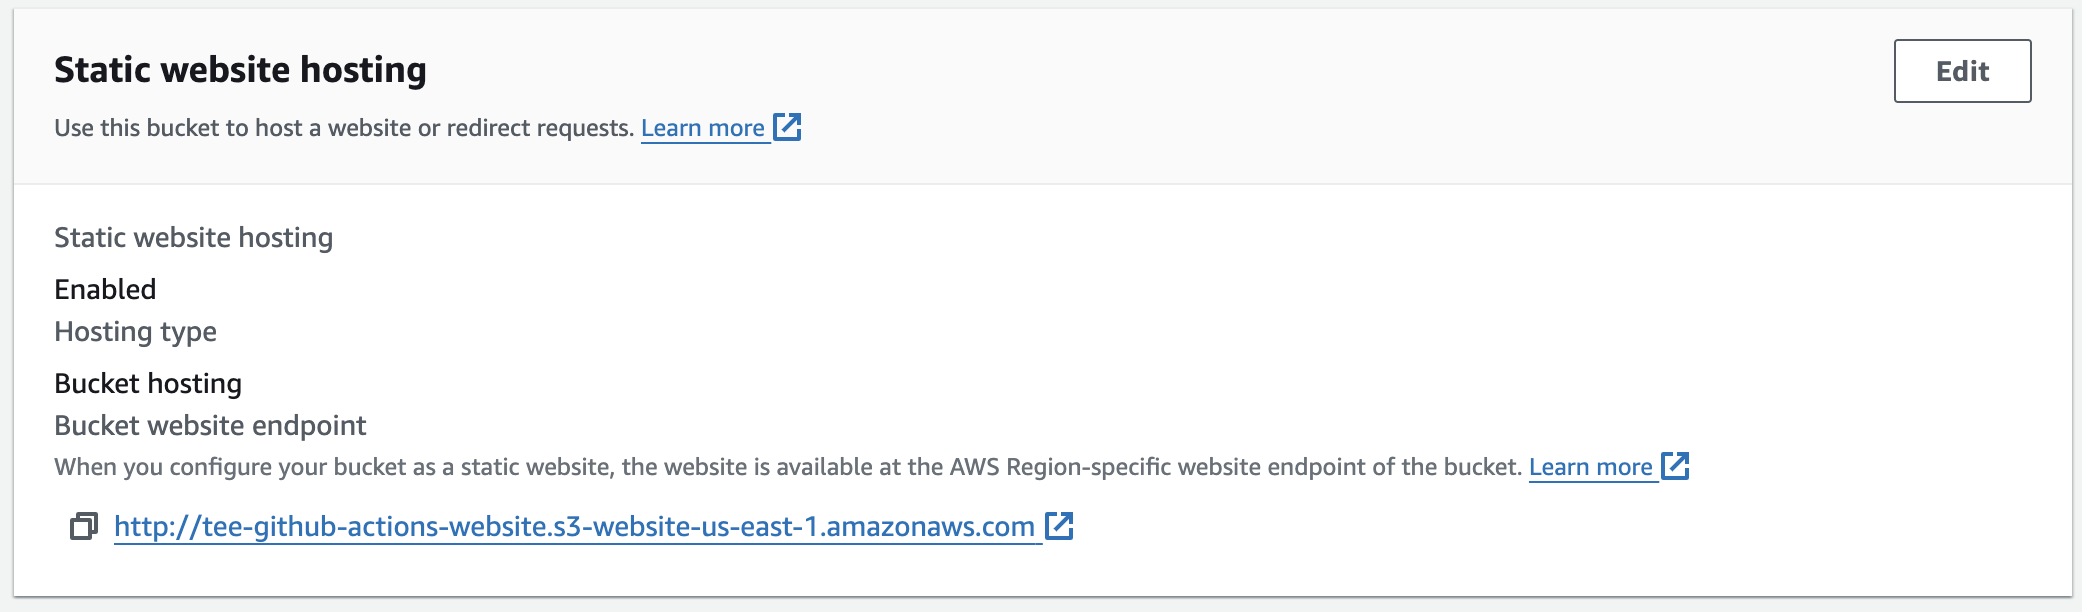 Static website hosting
Edit
Use this bucket to host a website or redirect requests. Learn more
Static website hosting
Enabled
Hosting type
Bucket hosting
Bucket website endpoint
When you configure your bucket as a static website, the website is available at the AWS Region-specific website endpoint of the bucket. Learn more
http://tee-github-actions-website.s3-website-us-east-1.amazonaws.com